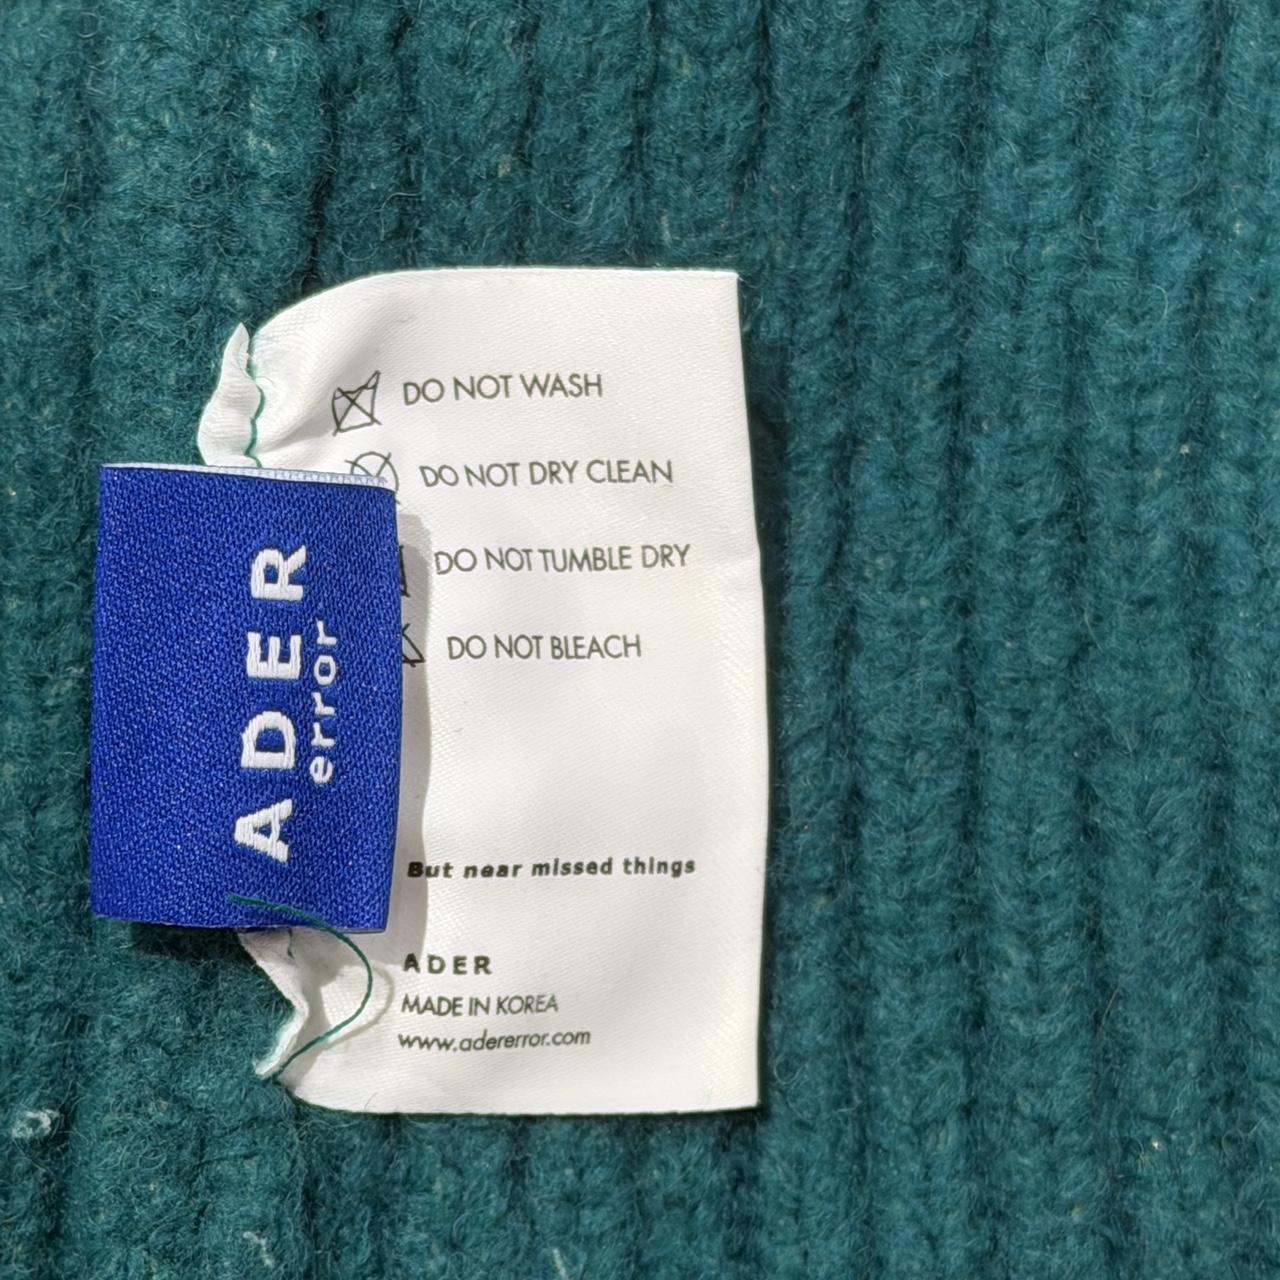 DO NOT WASH
DO NOT DRY CLEAN
DO NOT TUMBLE DRY
DO NOT BLEACH
ADER
error
But near missed things
ADER
MADE IN KOREA
www.adererror.com